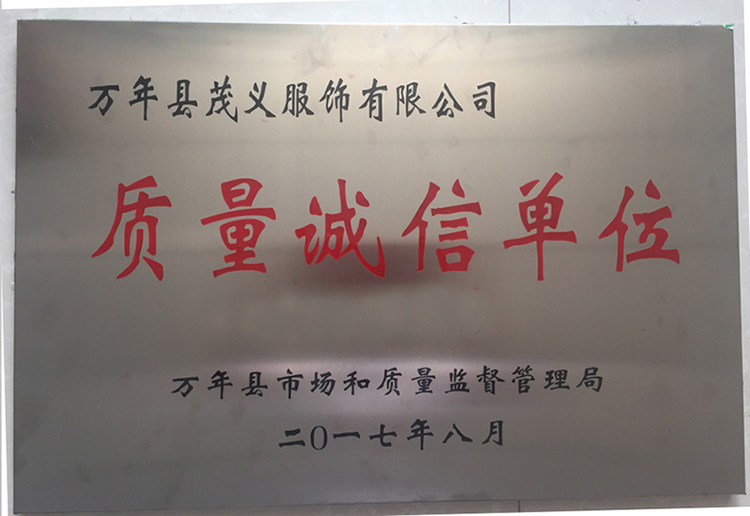 万年县茂义服饰有限公司
质量诚信单位
万年县市场和质量监督管理局
二〇一七年八月